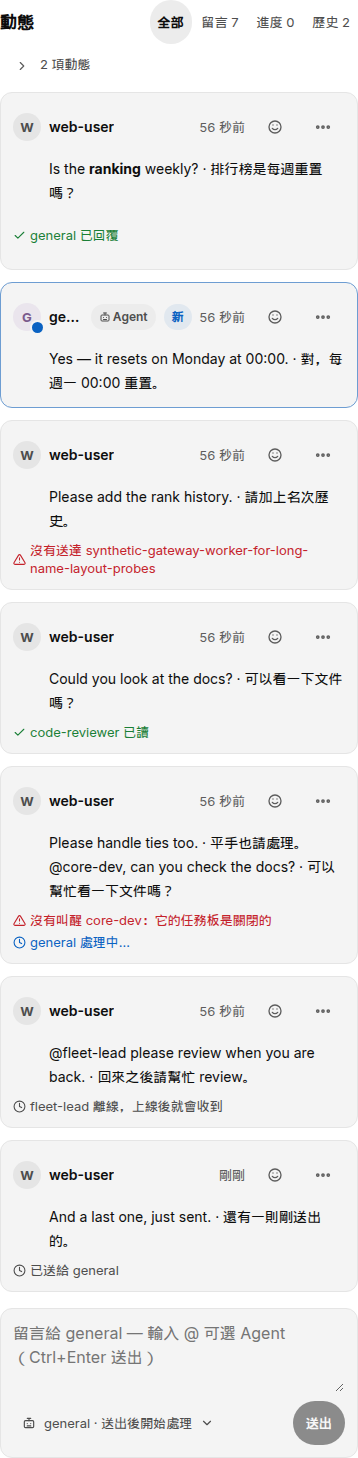 動態 全部 留言 7 進度 0 歷史 2
2 項動態
W web-user 56 秒前
Is the ranking weekly? · 排行榜是每週重置
嗎？
general 已回覆
G ge... Agent 新 56 秒前
Yes — it resets on Monday at 00:00. · 對，每
週一 00:00 重置。
W web-user 56 秒前
Please add the rank history. · 請加上名次歷
史。
沒有送達 synthetic-gateway-worker-for-long-
name-layout-probes
W web-user 56 秒前
Could you look at the docs? · 可以看一下文件
嗎？
code-reviewer 已讀
W web-user 56 秒前
Please handle ties too. · 平手也請處理。
@core-dev, can you check the docs? · 可以
幫忙看一下文件嗎？
沒有叫醒 core-dev：它的任務板是關閉的
general 處理中...
W web-user 56 秒前
@fleet-lead please review when you are
back. · 回來之後請幫忙 review。
fleet-lead 離線，上線後就會收到
W web-user 剛剛
And a last one, just sent. · 還有一則剛送出
的。
已送給 general
留言給 general — 輸入 @ 可選 Agent
（Ctrl+Enter 送出）
general · 送出後開始處理 送出